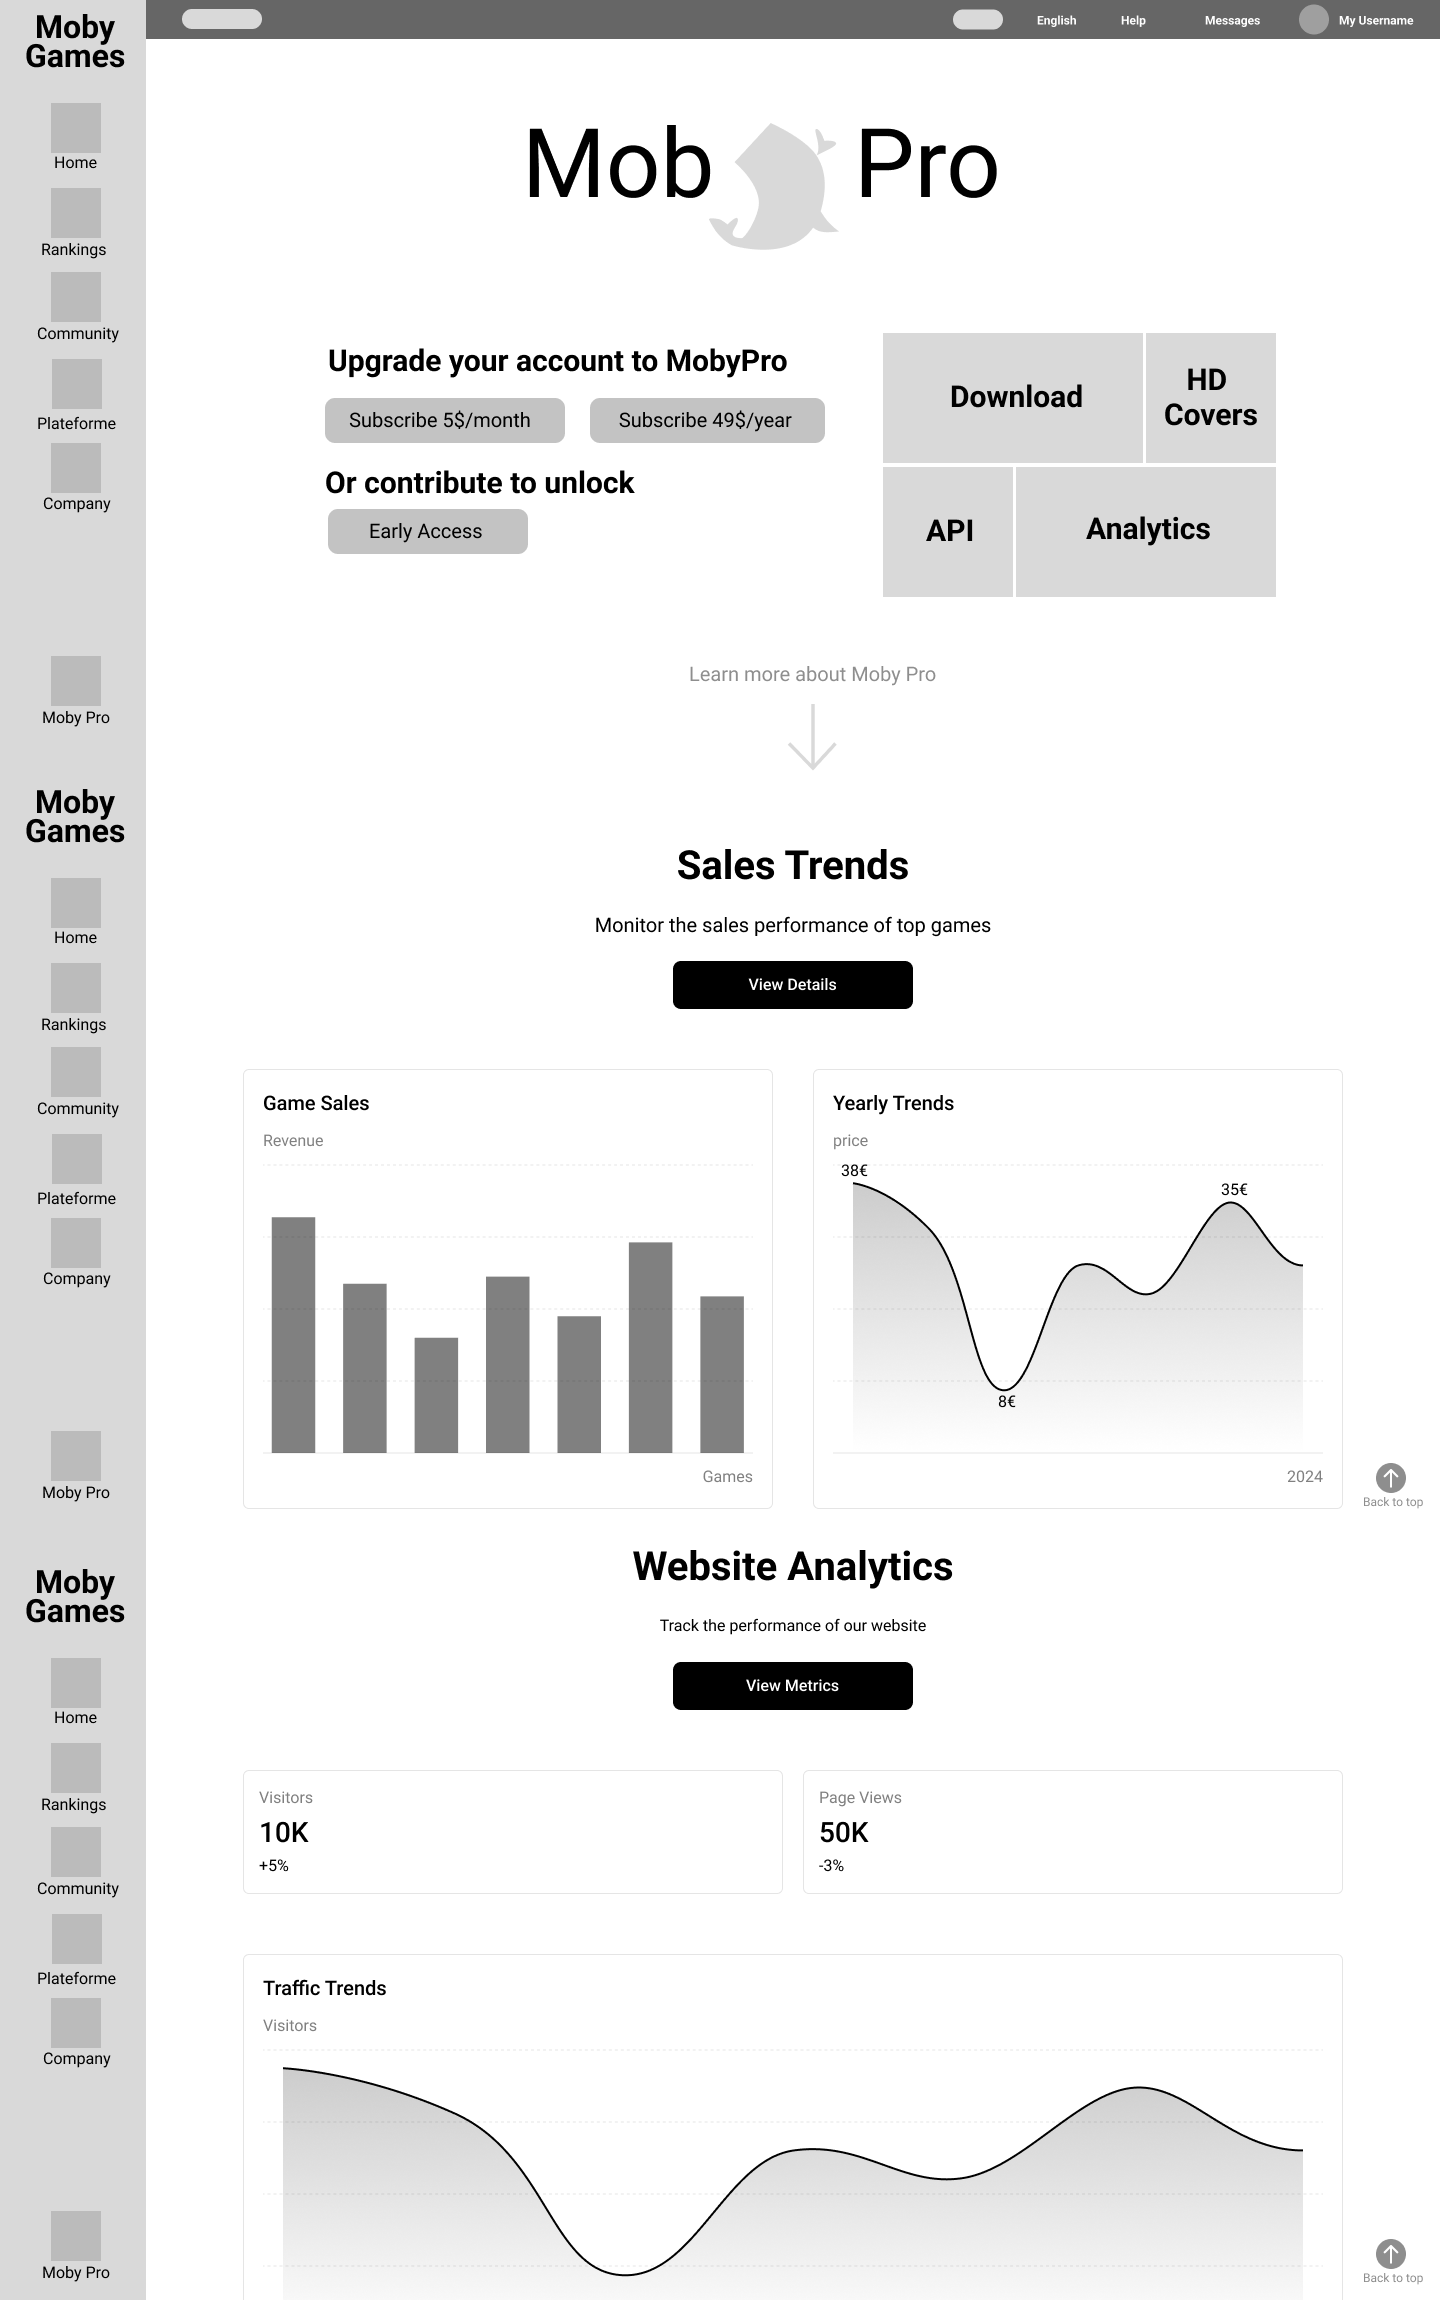 Moby
Games
Home
Rankings
Community
Plateforme
Company
Moby Pro
English
Help
Messages
My Username
Mob Pro
Upgrade your account to MobyPro
Subscribe 5$/month
Subscribe 49$/year
Or contribute to unlock
Early Access
Download
HD
Covers
API
Analytics
Learn more about Moby Pro
Moby
Games
Home
Rankings
Community
Plateforme
Company
Moby Pro
Sales Trends
Monitor the sales performance of top games
View Details
Game Sales
Revenue
Games
Yearly Trends
price
38€
35€
8€
2024
Back to top
Moby
Games
Home
Rankings
Community
Plateforme
Company
Moby Pro
Website Analytics
Track the performance of our website
View Metrics
Visitors
10K
+5%
Page Views
50K
-3%
Traffic Trends
Visitors
Back to top